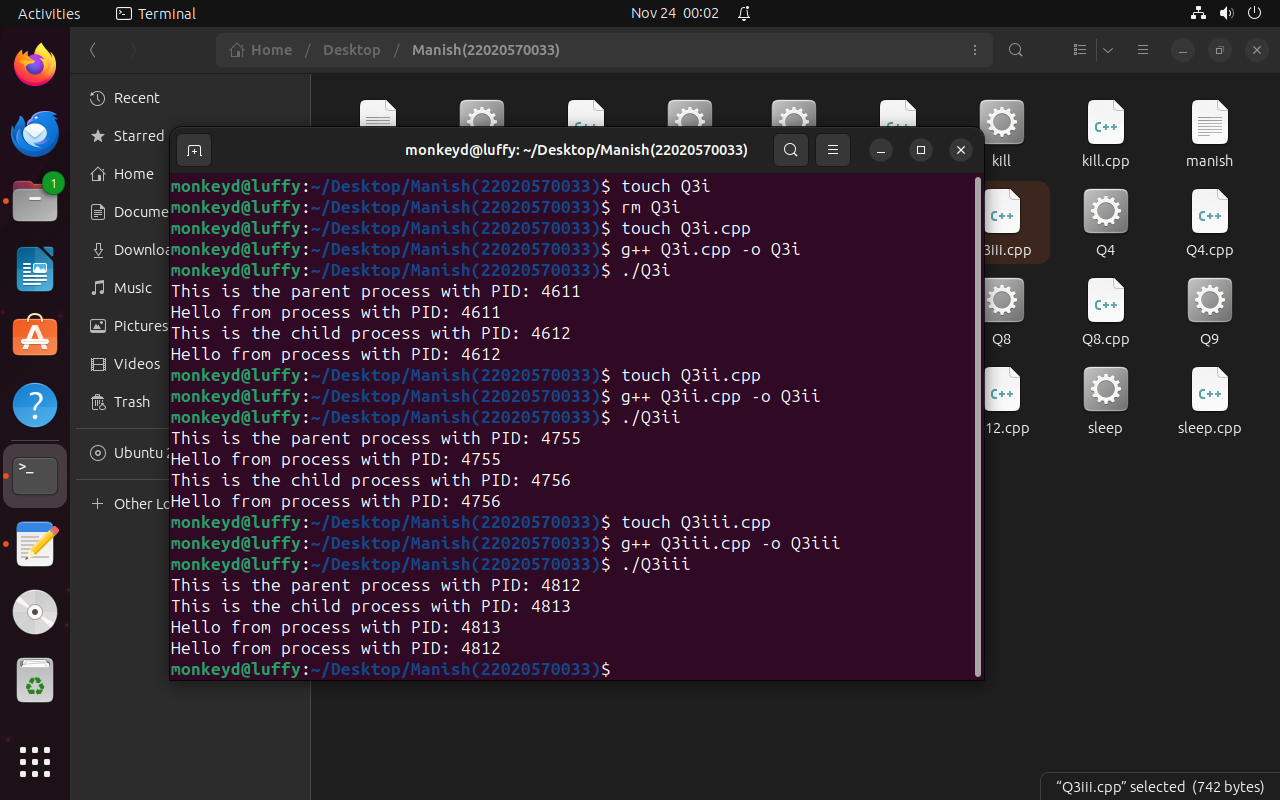 Activities
Terminal
Nov 24 00:02
Home / Desktop / Manish(22020570033)
Recent
Starred
Home
Docume
Downloa
Music
Pictures
Videos
Trash
Ubuntu 2
Other Lo
1
monkeyd@luffy: ~/Desktop/Manish(22020570033)
monkeyd@luffy:~/Desktop/Manish(22020570033)$ touch Q3i
monkeyd@luffy:~/Desktop/Manish(22020570033)$ rm Q3i
monkeyd@luffy:~/Desktop/Manish(22020570033)$ touch Q3i.cpp
monkeyd@luffy:~/Desktop/Manish(22020570033)$ g++ Q3i.cpp -o Q3i
monkeyd@luffy:~/Desktop/Manish(22020570033)$ ./Q3i
This is the parent process with PID: 4611
Hello from process with PID: 4611
This is the child process with PID: 4612
Hello from process with PID: 4612
monkeyd@luffy:~/Desktop/Manish(22020570033)$ touch Q3ii.cpp
monkeyd@luffy:~/Desktop/Manish(22020570033)$ g++ Q3ii.cpp -o Q3ii
monkeyd@luffy:~/Desktop/Manish(22020570033)$ ./Q3ii
This is the parent process with PID: 4755
Hello from process with PID: 4755
This is the child process with PID: 4756
Hello from process with PID: 4756
monkeyd@luffy:~/Desktop/Manish(22020570033)$ touch Q3iii.cpp
monkeyd@luffy:~/Desktop/Manish(22020570033)$ g++ Q3iii.cpp -o Q3iii
monkeyd@luffy:~/Desktop/Manish(22020570033)$ ./Q3iii
This is the parent process with PID: 4812
This is the child process with PID: 4813
Hello from process with PID: 4813
Hello from process with PID: 4812
monkeyd@luffy:~/Desktop/Manish(22020570033)$
C++
kill
kill.cpp
manish
3iii.cpp
Q4
Q4.cpp
Q8
Q8.cpp
Q9
12.cpp
sleep
sleep.cpp
"Q3iii.cpp" selected (742 bytes)